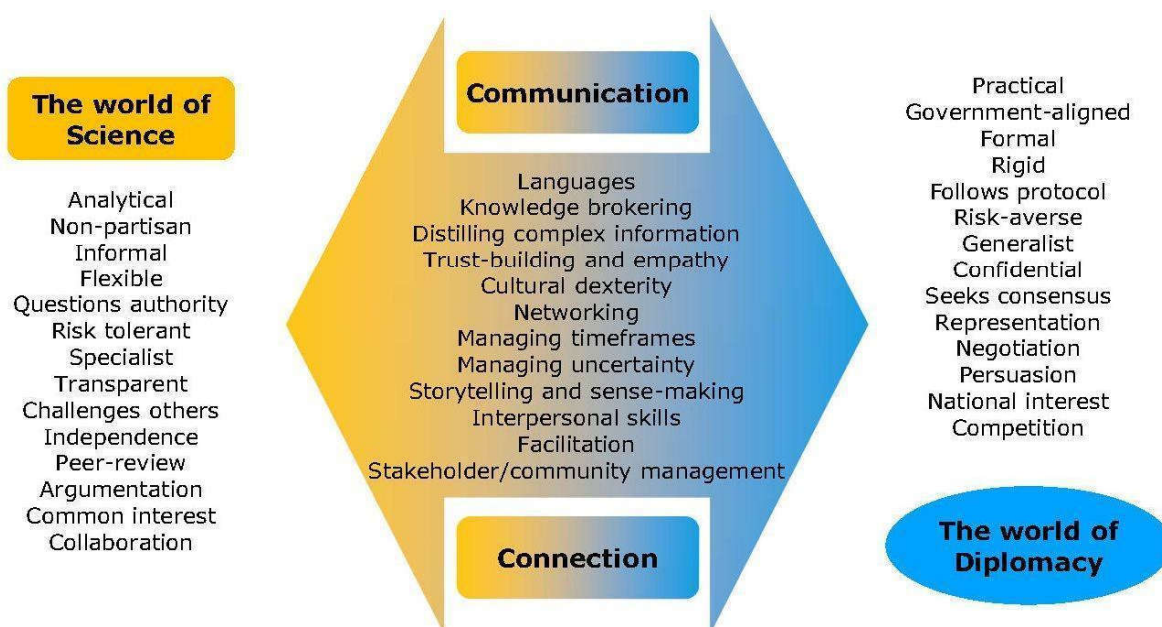 The world of
Science
Analytical
Non-partisan
Informal
Flexible
Questions authority
Risk tolerant
Specialist
Transparent
Challenges others
Independence
Peer-review
Argumentation
Common interest
Collaboration
Communication
Languages
Knowledge brokering
Distilling complex information
Trust-building and empathy
Cultural dexterity
Networking
Managing timeframes
Managing uncertainty
Storytelling and sense-making
Interpersonal skills
Facilitation
Stakeholder/community management
Connection
Practical
Government-aligned
Formal
Rigid
Follows protocol
Risk-averse
Generalist
Confidential
Seeks consensus
Representation
Negotiation
Persuasion
National interest
Competition
The world of
Diplomacy